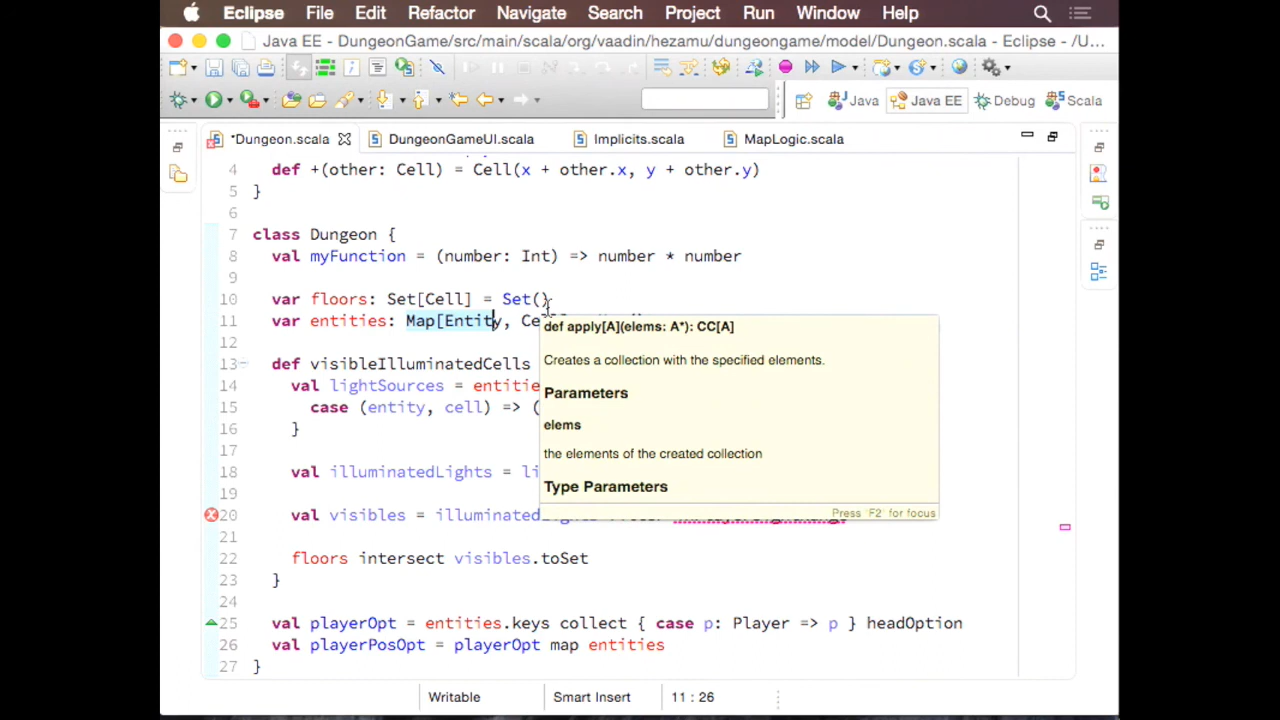 Eclipse File Edit Refactor Navigate Search Project Run Window Help
Java EE - DungeonGame/src/main/scala/org/vaadin/hezamu/dungeongame/model/Dungeon.scala - Eclipse - /U...
Java Java EE Debug Scala
*Dungeon.scala DungeonGameUI.scala Implicits.scala MapLogic.scala
4 def +(other: Cell) = Cell(x + other.x, y + other.y)
5 }
6
7 class Dungeon {
8 val myFunction = (number: Int) => number * number
9
10 var floors: Set[Cell] = Set()
11 var entities: Map[Entity,
def apply[A](elems: A*): CC[A]
12
Creates a collection with the specified elements.
13 def visibleIlluminatedCells
14 val lightSources = entitie
Parameters
15 case (entity, cell) => (
elems
16 }
17
the elements of the created collection
18 val illuminatedLights = li
Type Parameters
19
20 val visibles = illuminated
Press 'F2' for focus
21
22 floors intersect visibles.toSet
23 }
24
25 val playerOpt = entities.keys collect { case p: Player => p } headOption
26 val playerPosOpt = playerOpt map entities
27 }
Writable Smart Insert 11 : 26